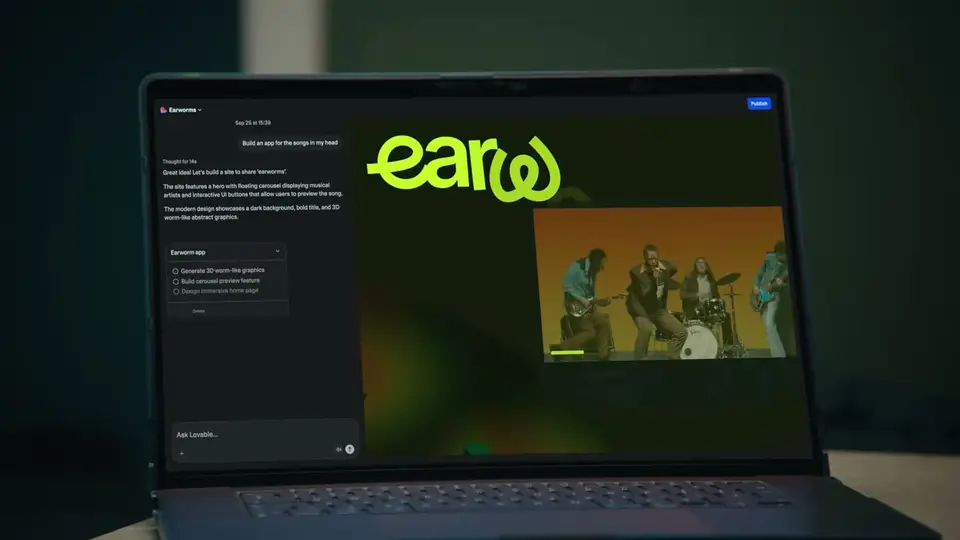 Earworms
Publish
Sep 25 at 15:39
Build an app for the songs in my head
Thought for 14s
Great idea! Let's build a site to share 'earworms'.
The site features a hero with floating carousel displaying musical
artists and interactive UI buttons that allow users to preview the song.
The modern design showcases a dark background, bold title, and 3D
worm-like abstract graphics.
earw
Earworm app
Generate 3D worm-like graphics
Build carousel preview feature
Design immersive home page
Details
Ask Lovable...